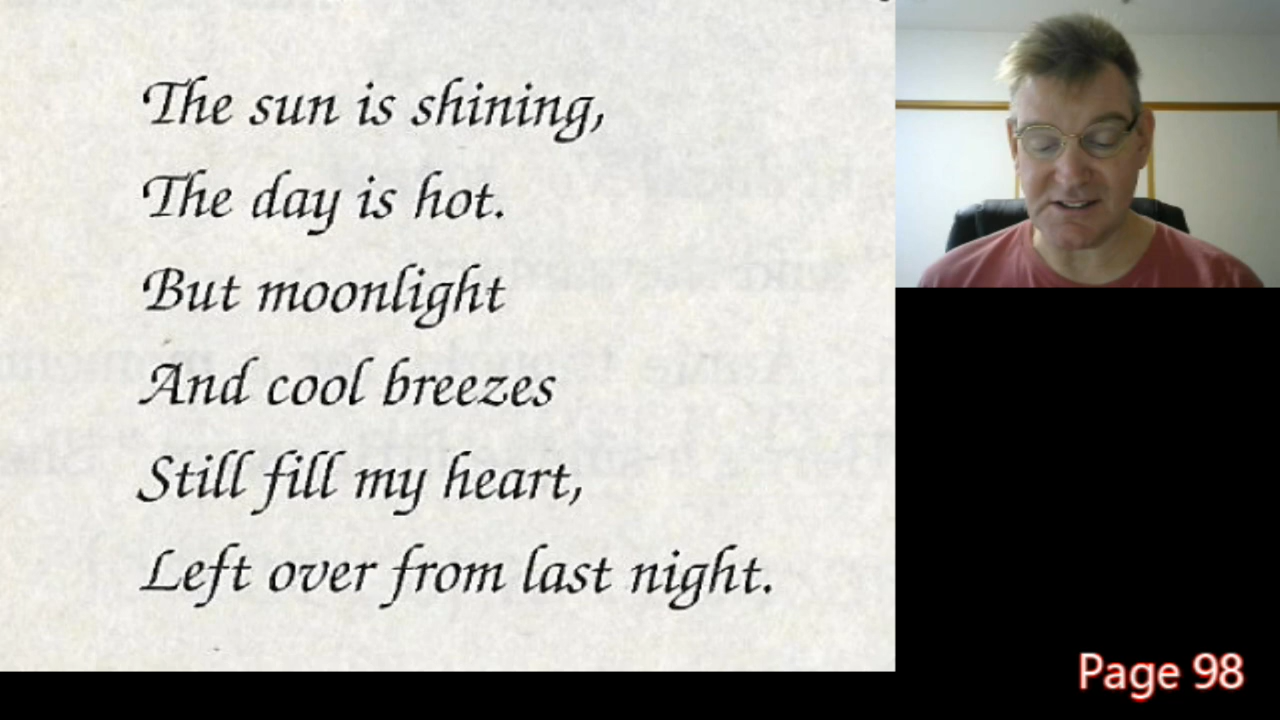 The sun is shining,
The day is hot.
But moonlight
And cool breezes
Still fill my heart,
Left over from last night.
Page 98